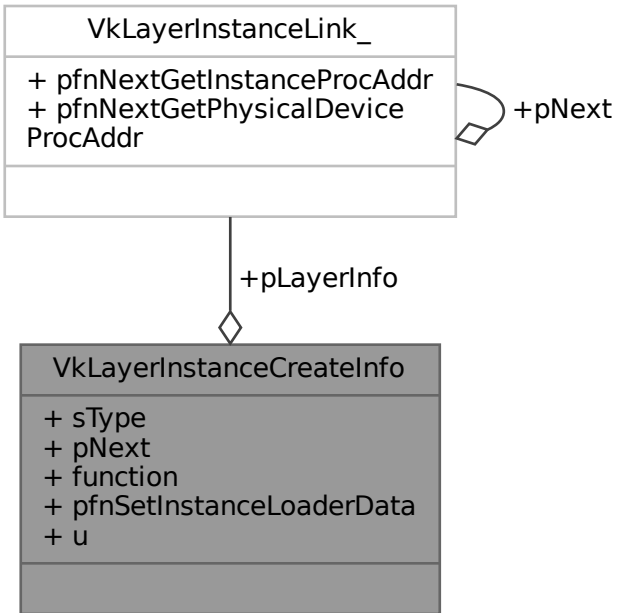 VkLayerInstanceLink_
+ pfnNextGetInstanceProcAddr
+ pfnNextGetPhysicalDevice
ProcAddr
+pNext
+pLayerInfo
VkLayerInstanceCreateInfo
+ sType
+ pNext
+ function
+ pfnSetInstanceLoaderData
+ u